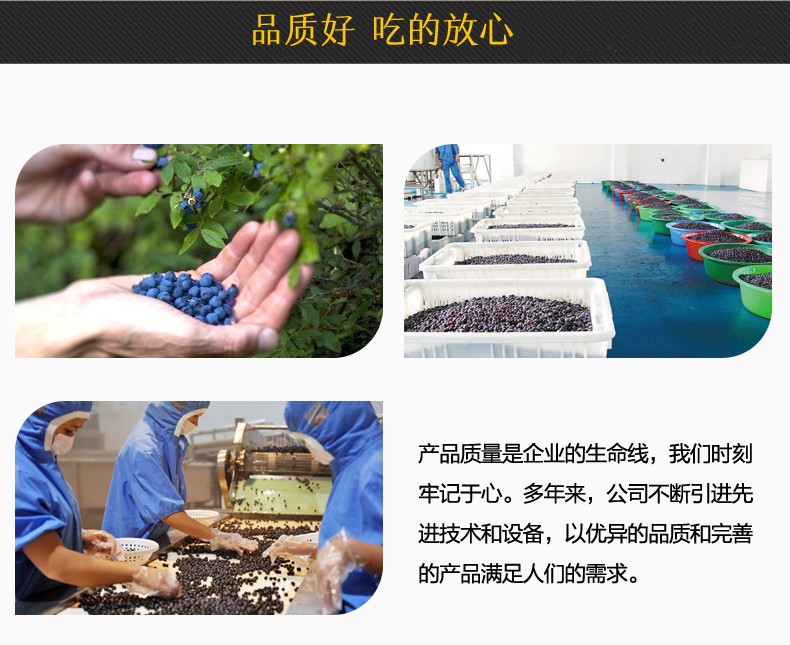 品质好 吃的放心
产品质量是企业的生命线，我们时刻
牢记于心。多年来，公司不断引进先
进技术和设备，以优异的品质和完善
的产品满足人们的需求。